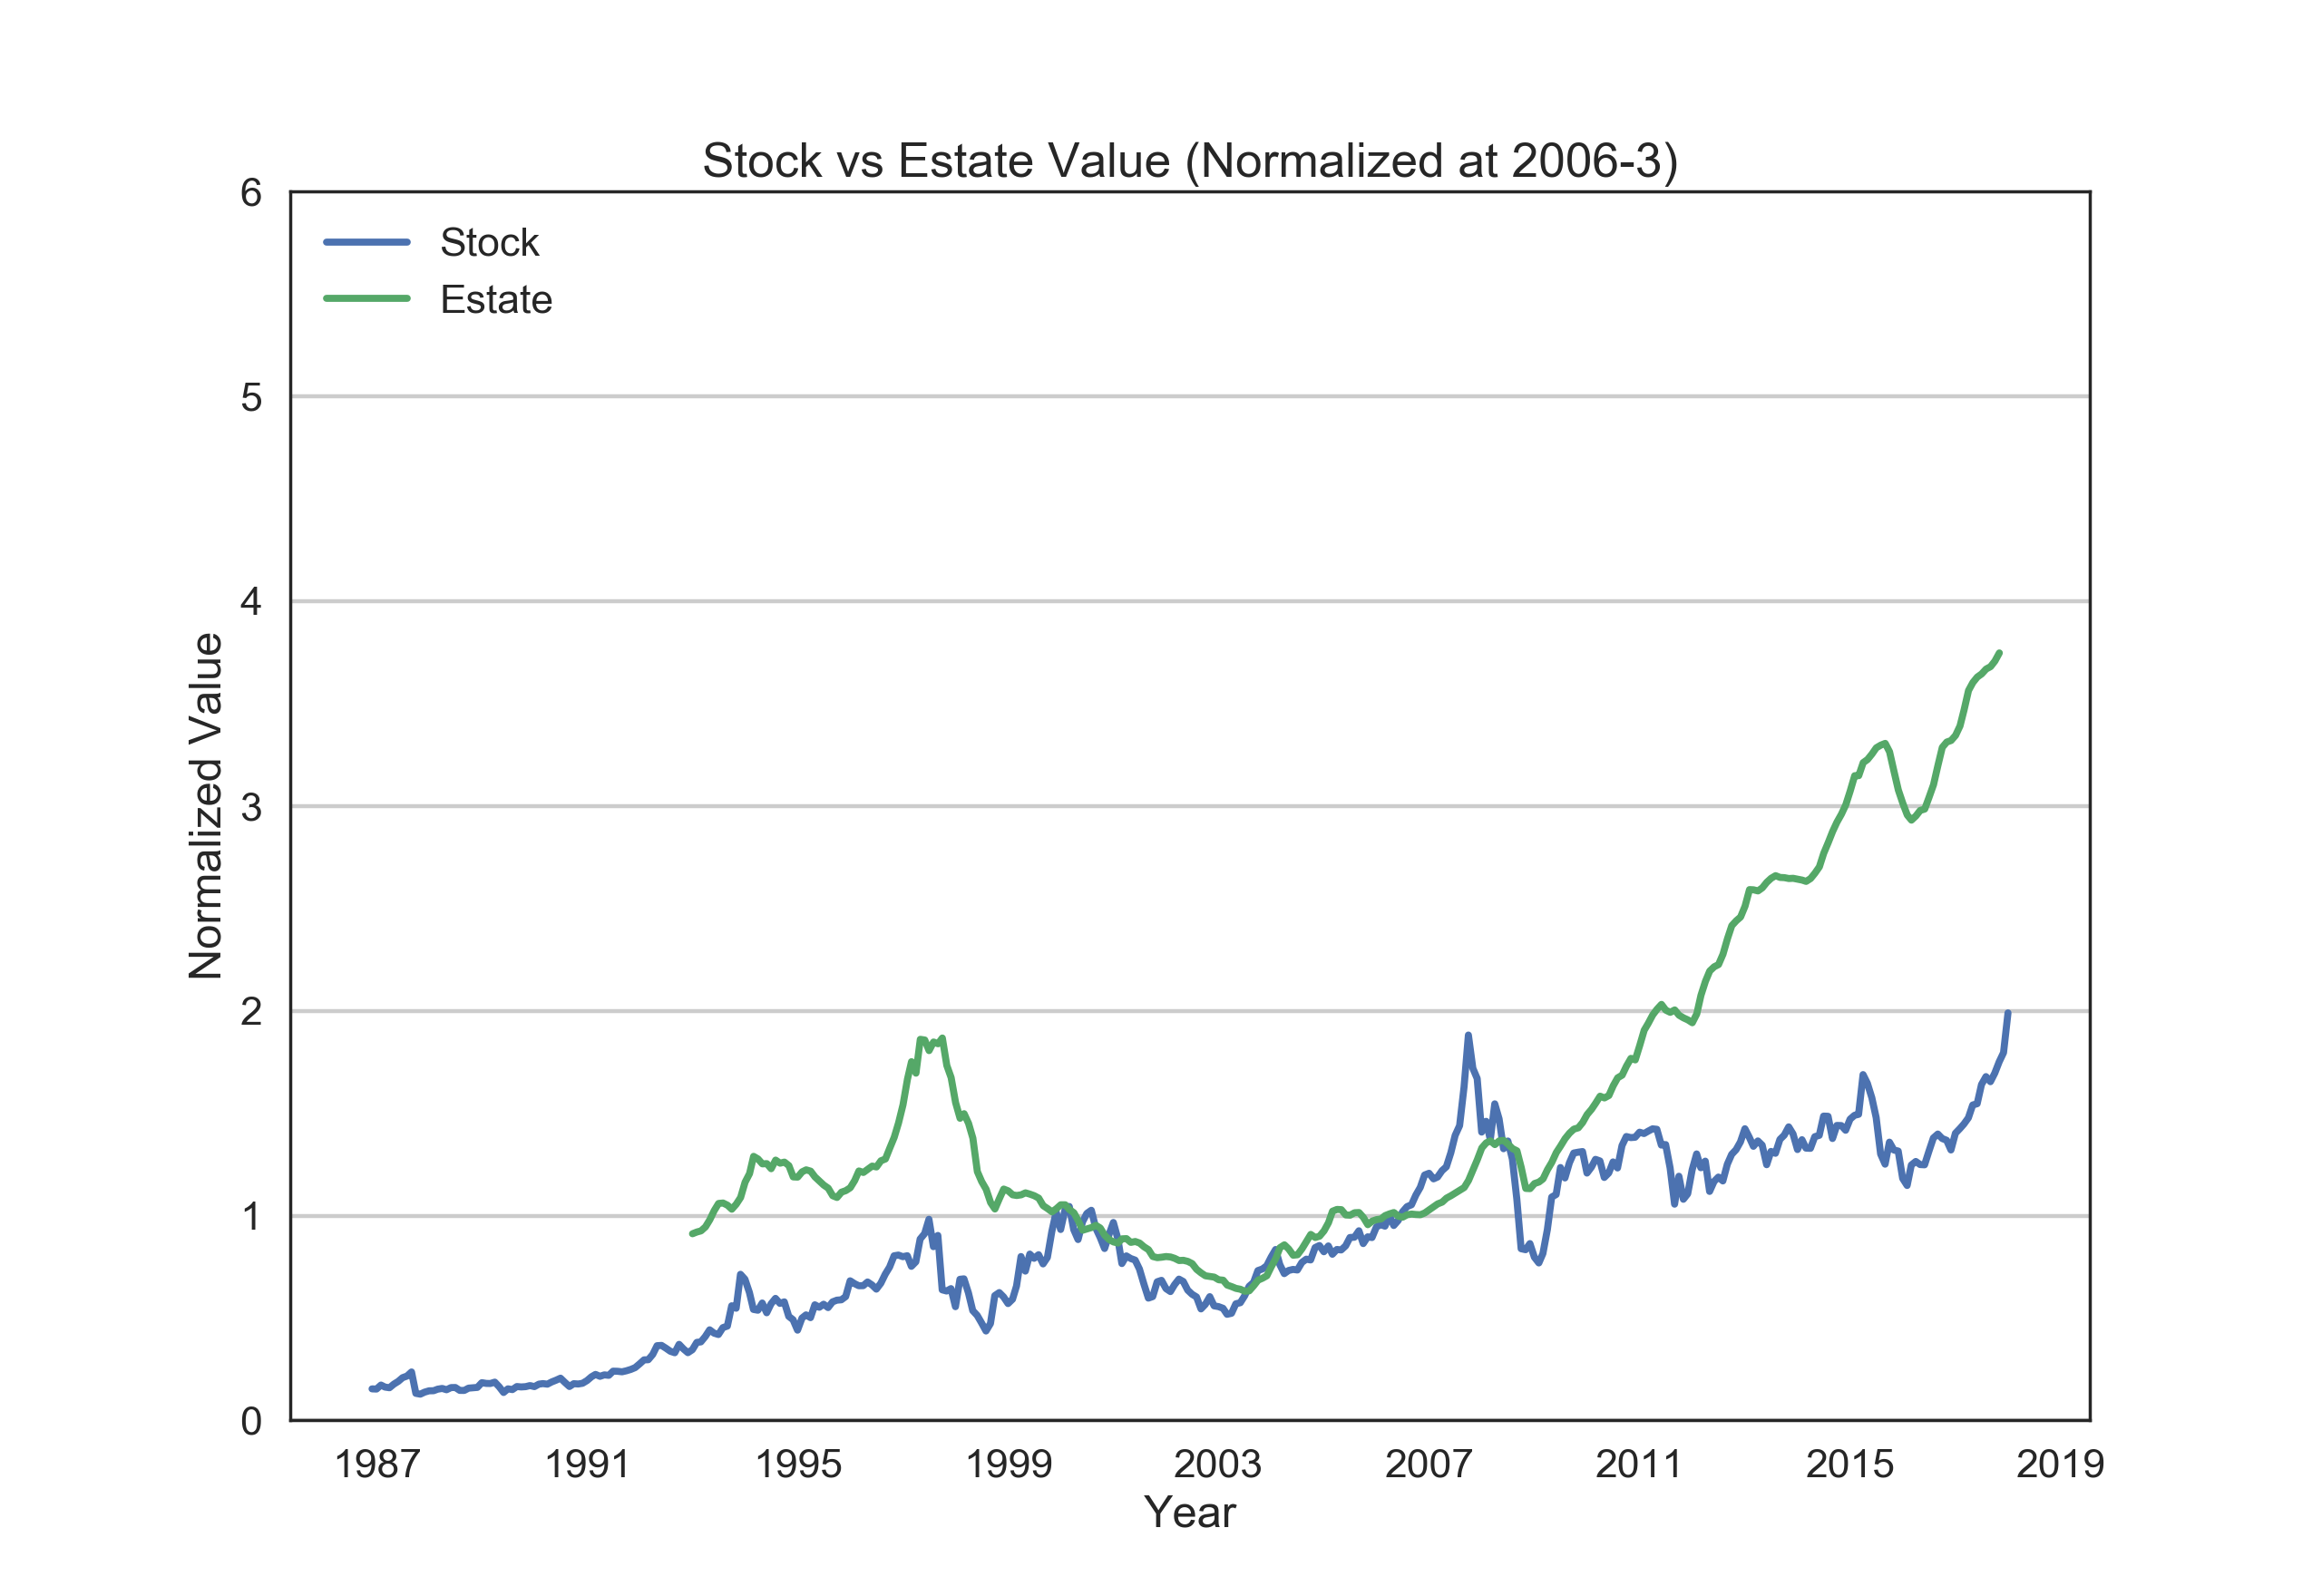 Stock vs Estate Value (Normalized at 2006-3)
6
Stock
Estate
5
4
3
2
1
0
Normalized Value
1987 1991 1995 1999 2003 2007 2011 2015 2019
Year